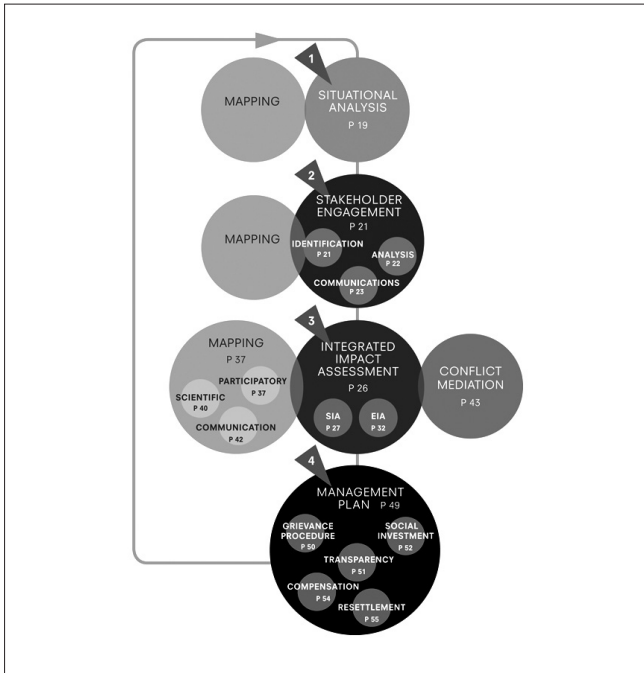 1
MAPPING
SITUATIONAL
ANALYSIS
P 19
2
STAKEHOLDER
ENGAGEMENT
P 21
MAPPING
IDENTIFICATION
P 21
ANALYSIS
P 22
COMMUNICATIONS
P 23
3
MAPPING
P 37
PARTICIPATORY
P 37
SCIENTIFIC
P 40
COMMUNICATION
P 42
INTEGRATED
IMPACT
ASSESSMENT
P 26
SIA
P 27
EIA
P 32
CONFLICT
MEDIATION
P 43
4
MANAGEMENT
PLAN P 49
GRIEVANCE
PROCEDURE
P 50
SOCIAL
INVESTMENT
P 52
TRANSPARENCY
P 51
COMPENSATION
P 54
RESETTLEMENT
P 55